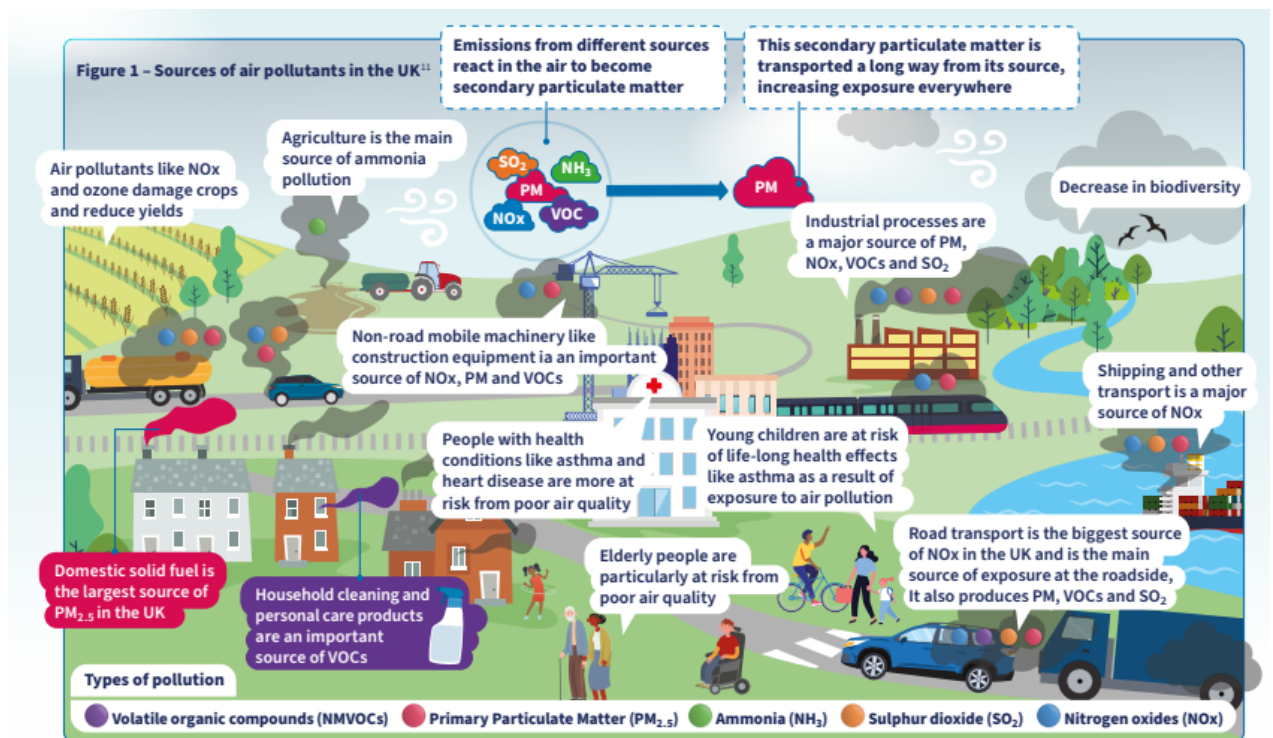 Figure 1 – Sources of air pollutants in the UK¹¹
Emissions from different sources
react in the air to become
secondary particulate matter
This secondary particulate matter is
transported a long way from its source,
increasing exposure everywhere
Air pollutants like NOx
and ozone damage crops
and reduce yields
Agriculture is the main
source of ammonia
pollution
SO₂
NH₃
PM
NOx
VOC
PM
Decrease in biodiversity
Industrial processes are
a major source of PM,
NOx, VOCs and SO₂
Non-road mobile machinery like
construction equipment ia an important
source of NOx, PM and VOCs
Shipping and other
transport is a major
source of NOx
People with health
conditions like asthma and
heart disease are more at
risk from poor air quality
Young children are at risk
of life-long health effects
like asthma as a result of
exposure to air pollution
Domestic solid fuel is
the largest source of
PM₂.₅ in the UK
Household cleaning and
personal care products
are an important
source of VOCs
Elderly people are
particularly at risk from
poor air quality
Road transport is the biggest source
of NOx in the UK and is the main
source of exposure at the roadside,
It also produces PM, VOCs and SO₂
Types of pollution
Volatile organic compounds (NMVOCs)
Primary Particulate Matter (PM₂.₅)
Ammonia (NH₃)
Sulphur dioxide (SO₂)
Nitrogen oxides (NOx)